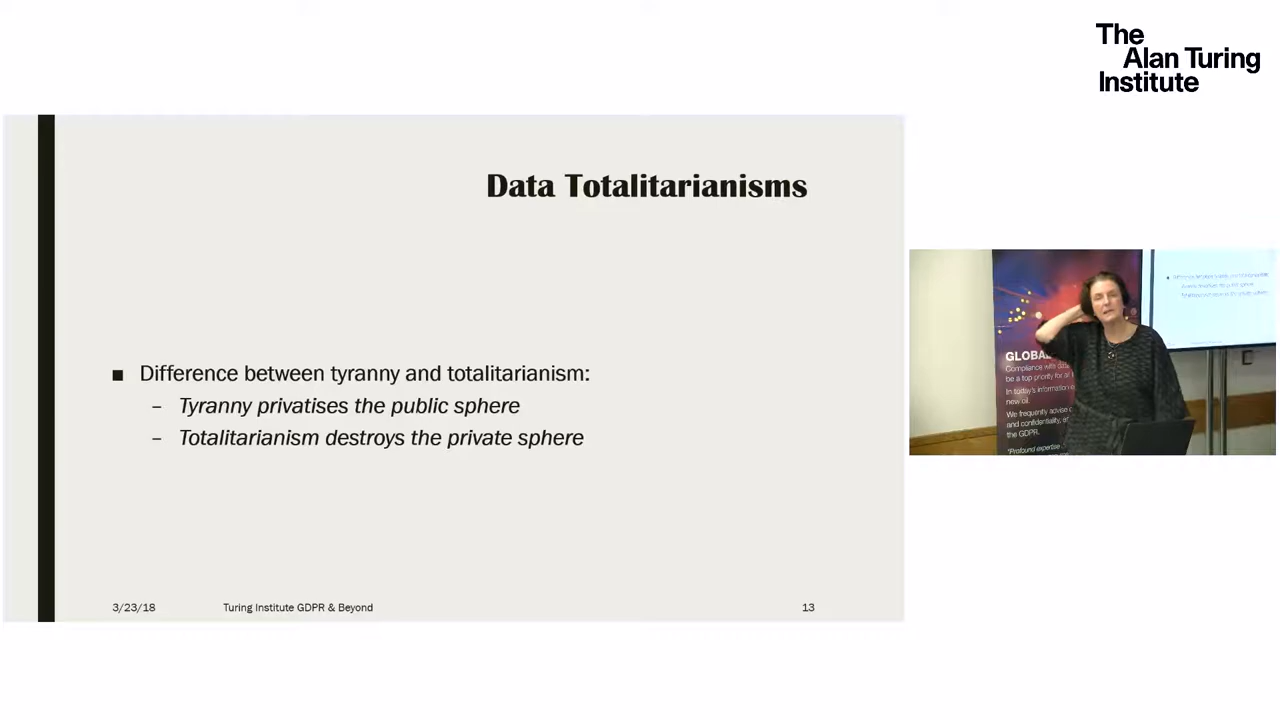 The
Alan Turing
Institute
Data Totalitarianisms
■ Difference between tyranny and totalitarianism:
– Tyranny privatises the public sphere
– Totalitarianism destroys the private sphere
3/23/18 Turing Institute GDPR & Beyond 13
GLOBAL
Compliance with
be a top priority for
In today's information
new oil.
We frequently advise
and confidentiality,
the GDPR.
"Profound expertise